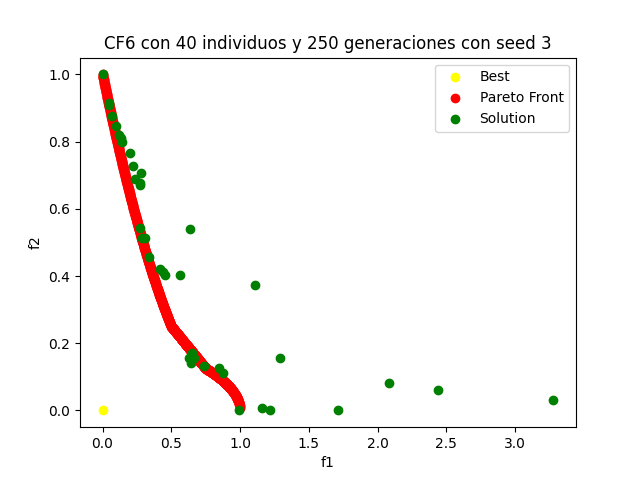 CF6 con 40 individuos y 250 generaciones con seed 3
Best
Pareto Front
Solution
1.0
0.8
0.6
0.4
0.2
0.0
f2
0.0 0.5 1.0 1.5 2.0 2.5 3.0
f1